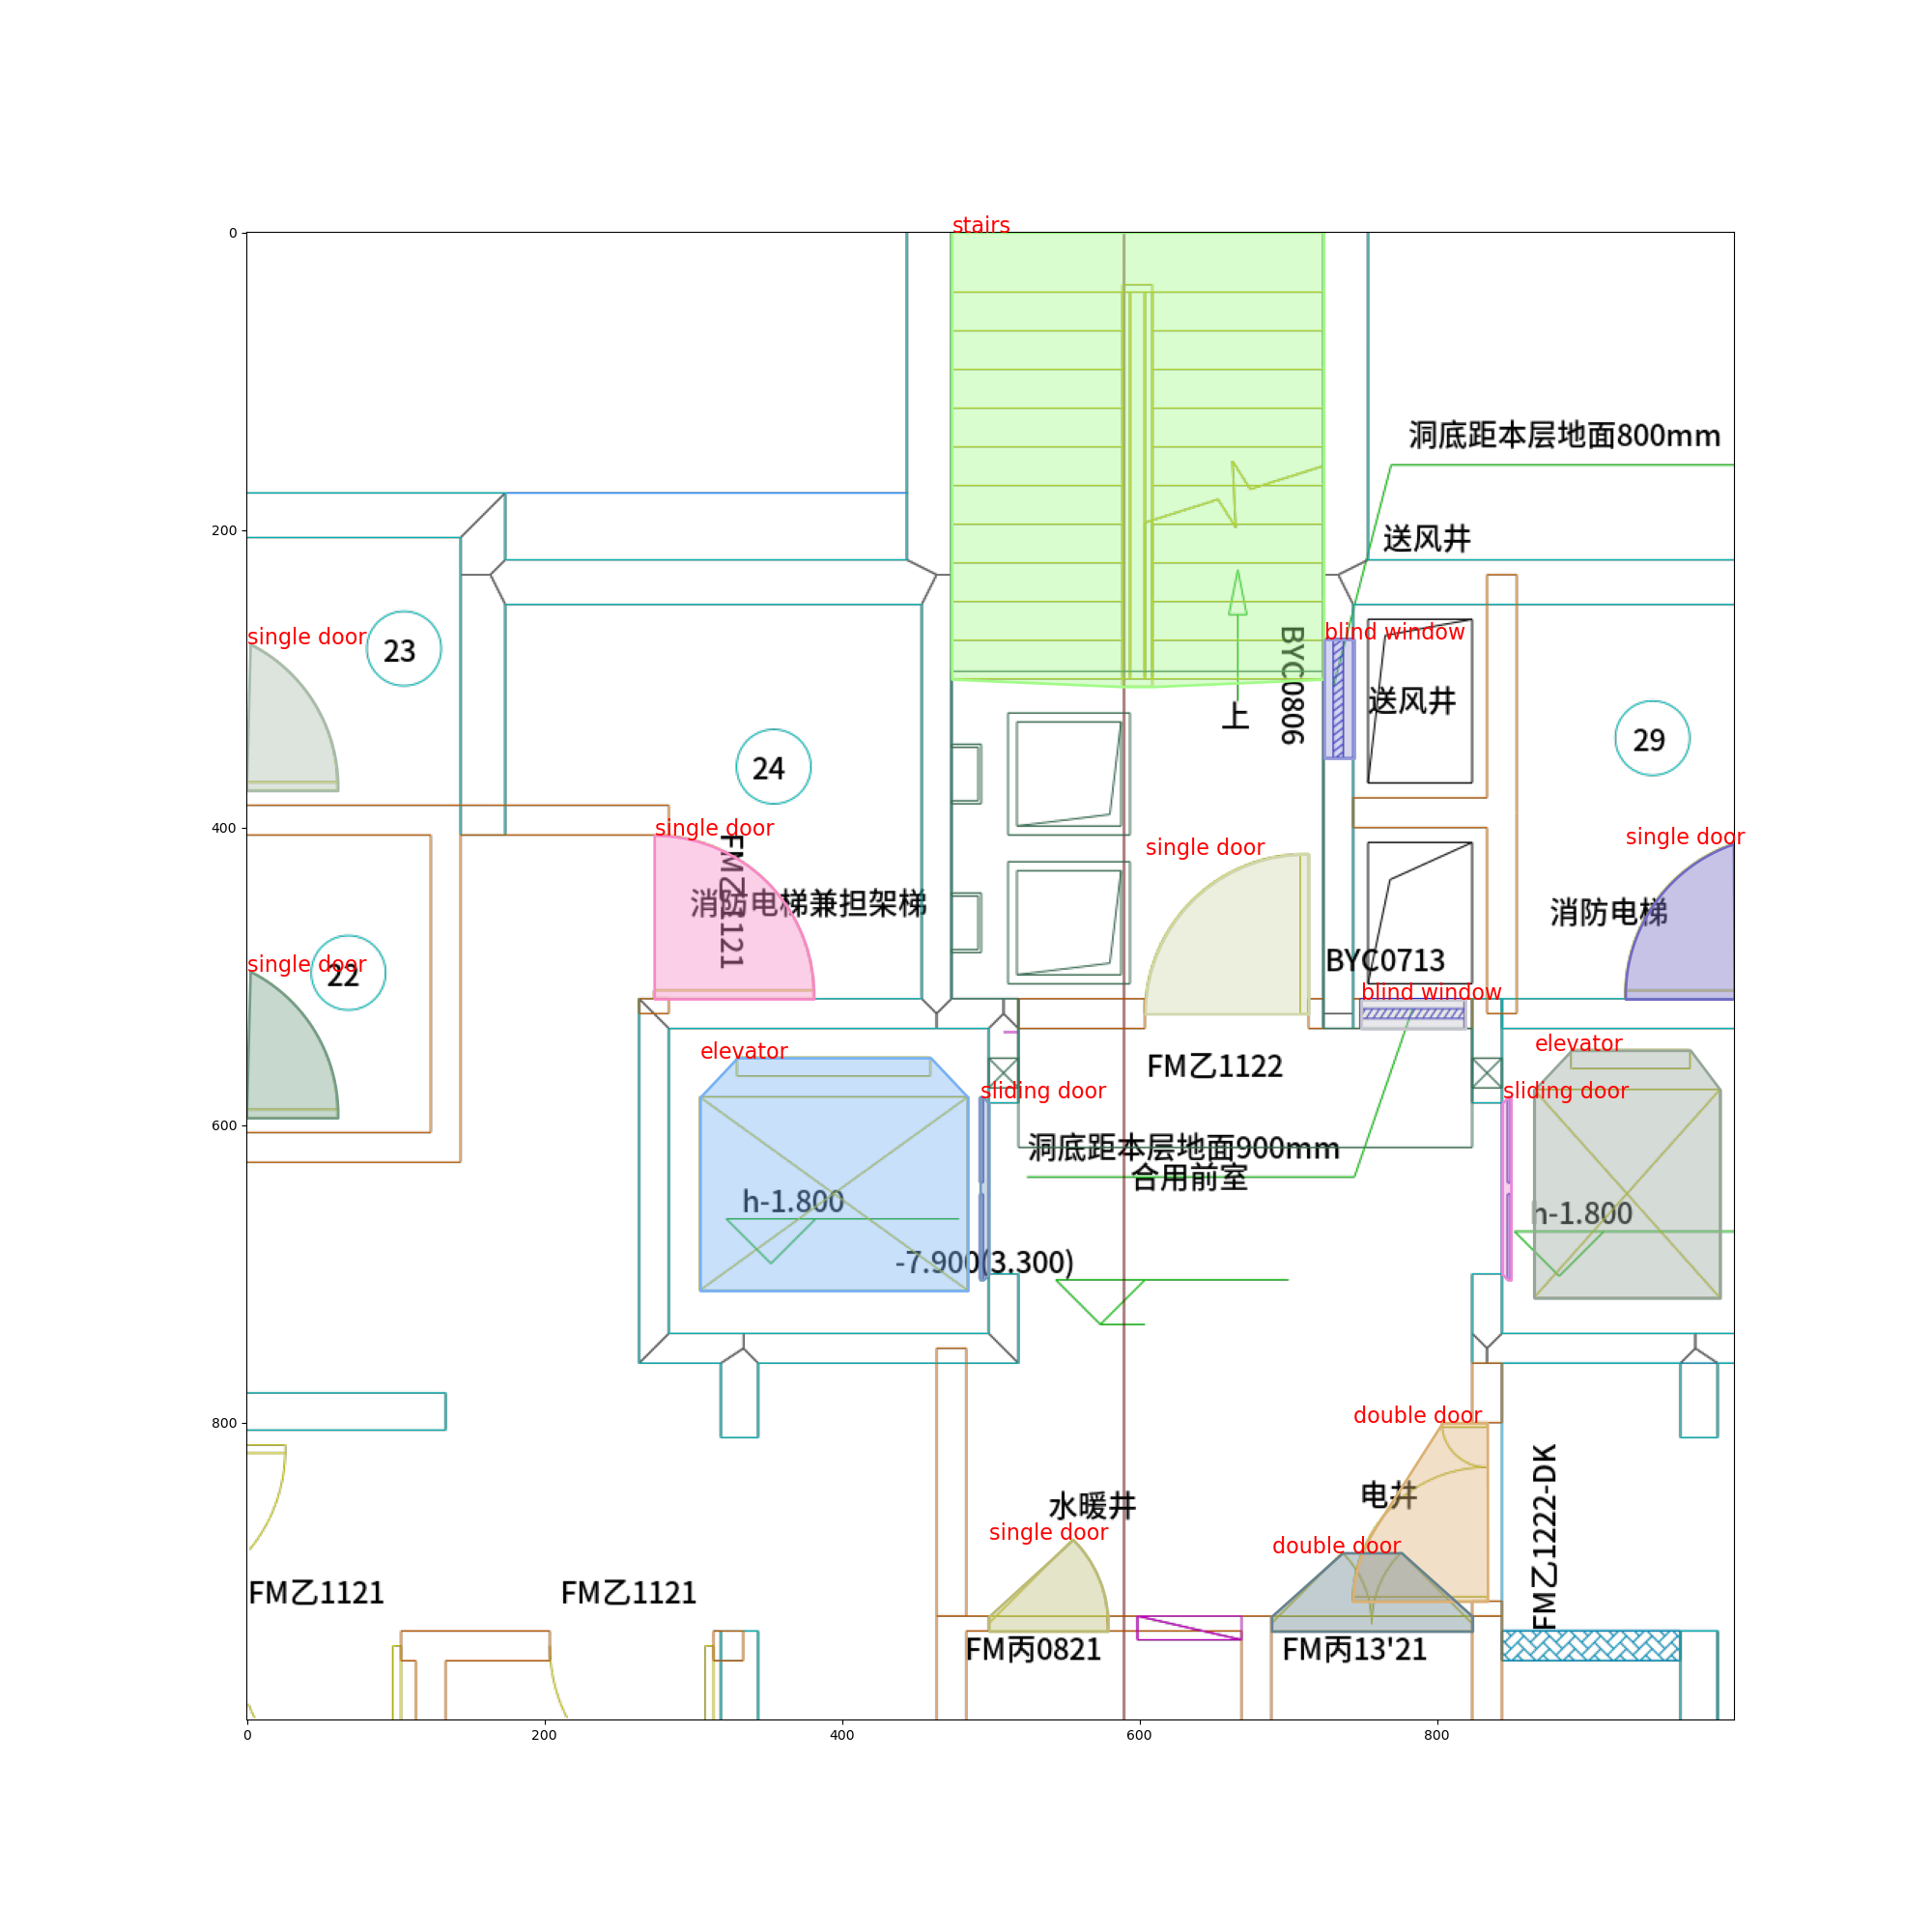 stairs
0
洞底距本层地面800mm
200
送风井
single door
23
blind window
BYC0806
送风井
上
29
24
400
single door
FM乙1121
single door
single door
消防电梯兼担架梯
消防电梯
BYC0713
single door
22
blind window
elevator
FM乙1122
elevator
sliding door
sliding door
600
洞底距本层地面900mm
合用前室
h-1.800
h-1.800
-7.900(3.300)
800
double door
电井
水暖井
FM乙1222-DK
single door
double door
FM乙1121
FM乙1121
FM丙0821
FM丙13'21
0
200
400
600
800